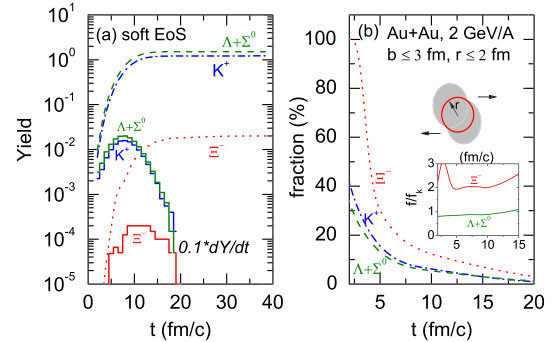 (a) soft EoS
Λ+Σ⁰
K⁺
Λ+Σ⁰
K⁺
Ξ⁻
Ξ⁻
0.1*dY/dt
10²
10¹
10⁰
10⁻¹
10⁻²
10⁻³
10⁻⁴
10⁻⁵
Yield
0 10 20 30 40
t (fm/c)
(b) Au+Au, 2 GeV/A
b ≤ 3 fm, r ≤ 2 fm
r
(fm/c)
Ξ⁻
Λ+Σ⁰
f/fₖ
3
2
1
0
5 10 15
Ξ⁻
K⁺
Λ+Σ⁰
100
80
60
40
20
0
fraction (%)
5 10 15 20
t (fm/c)